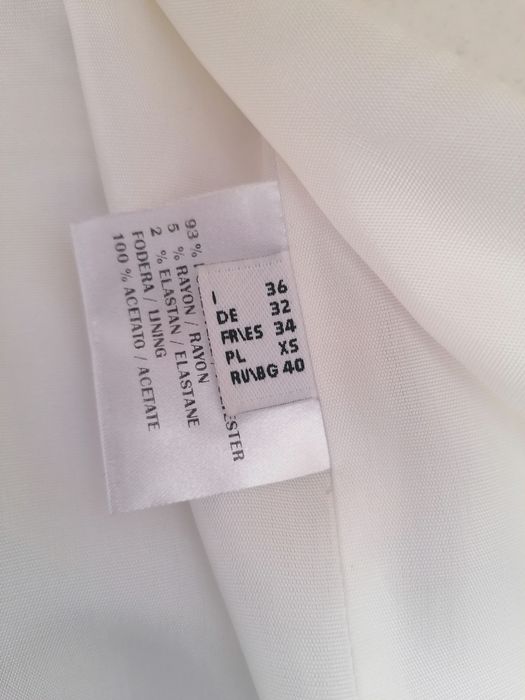 I 36
DE 32
FR\ES 34
PL XS
RU\BG 40
93 %
5 % RAYON / RAYON
2 % ELASTAN / ELASTANE
FODERA / LINING
100 % ACETATO / ACETATE